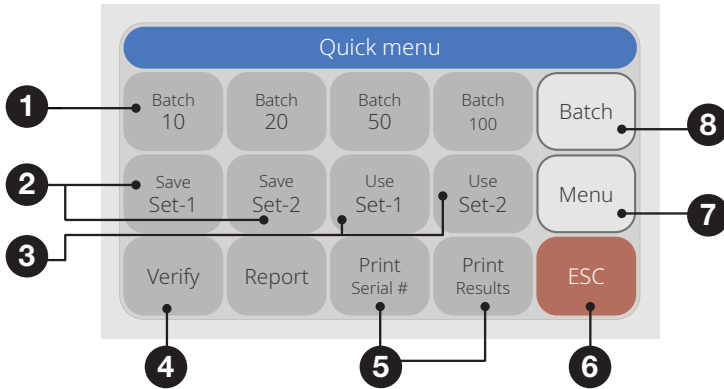 Quick menu
1
Batch
10
Batch
20
Batch
50
Batch
100
Batch
8
2
Save
Set-1
Save
Set-2
Use
Set-1
Use
Set-2
Menu
7
3
Verify
Report
Print
Serial #
Print
Results
ESC
4
5
6